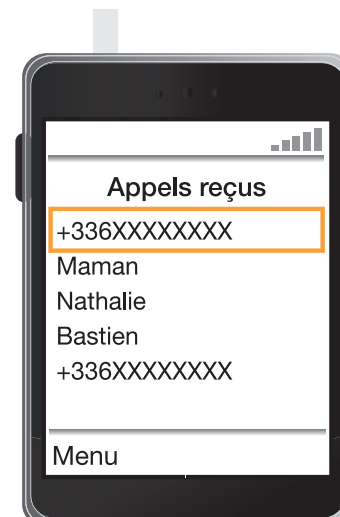 Appels reçus
+336XXXXXXXX
Maman
Nathalie
Bastien
+336XXXXXXXX
Menu